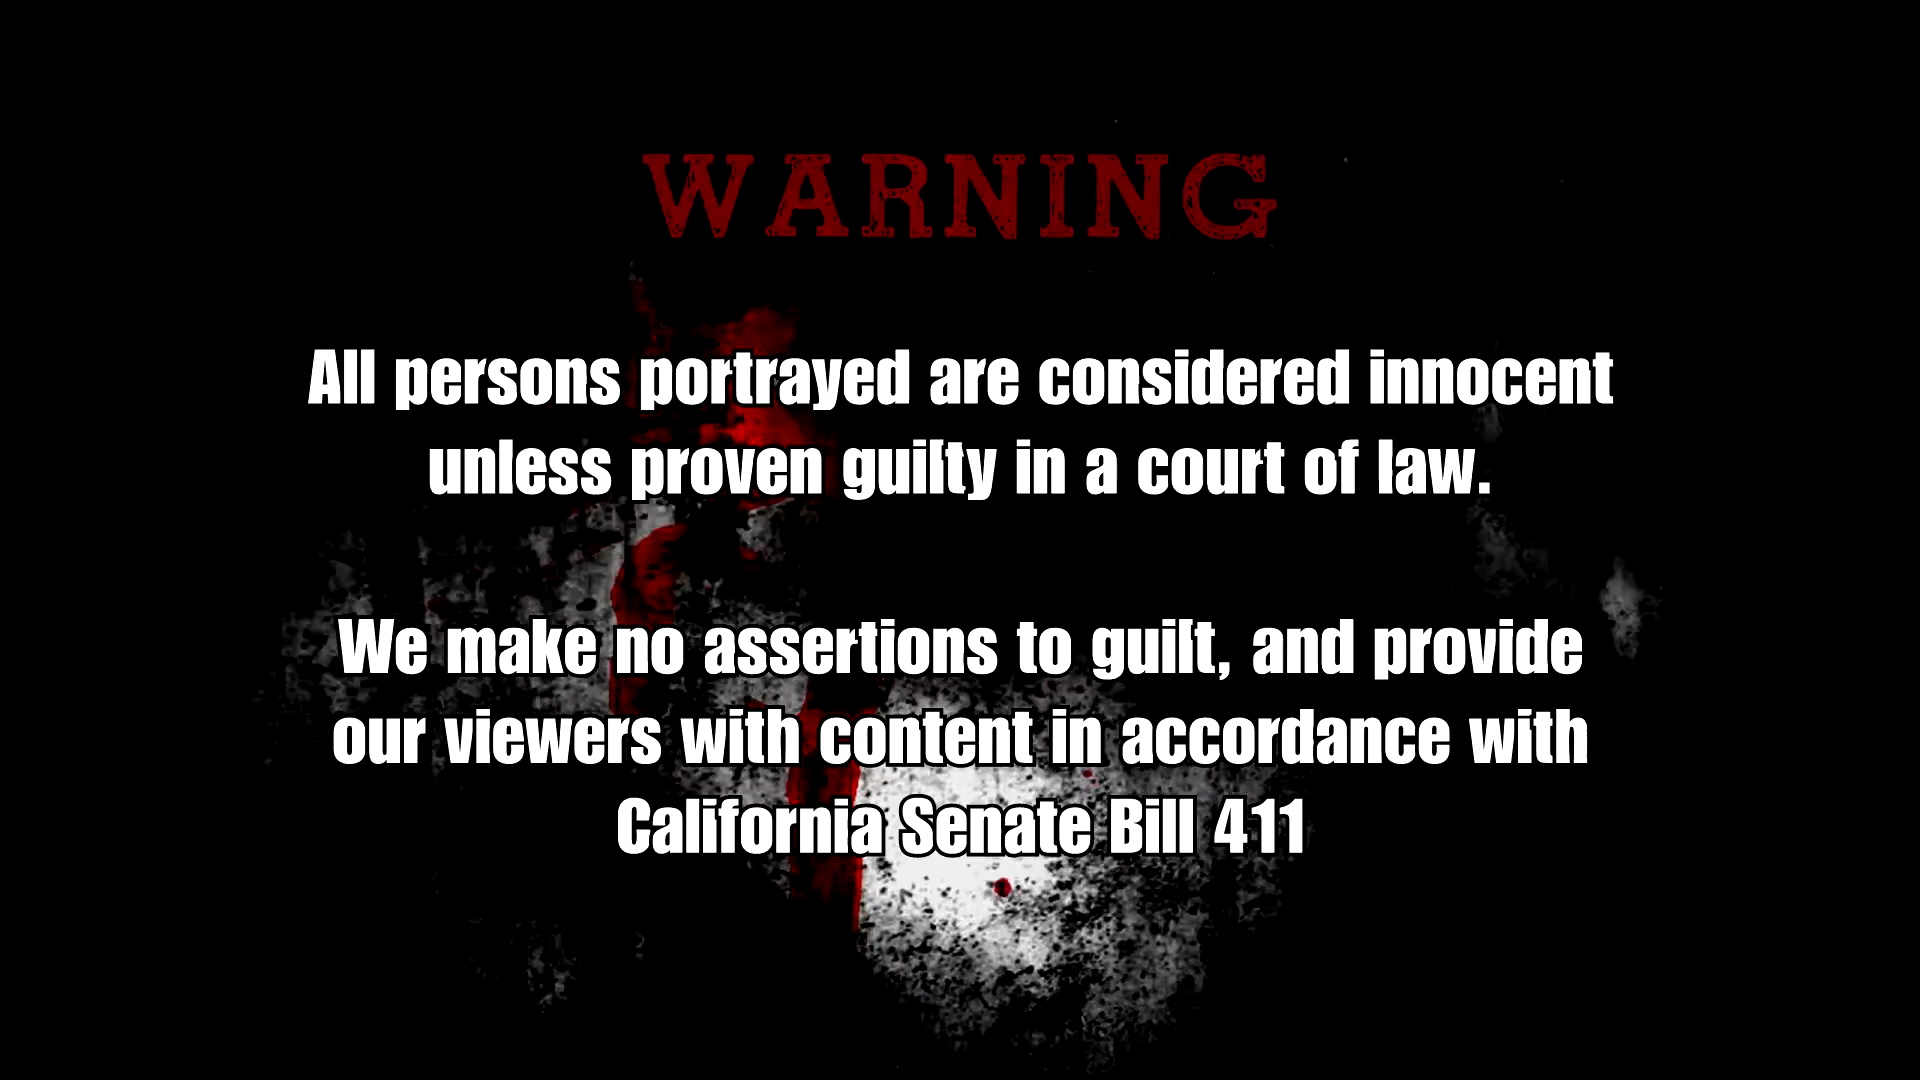 WARNING
All persons portrayed are considered innocent
unless proven guilty in a court of law.
We make no assertions to guilt, and provide
our viewers with content in accordance with
California Senate Bill 411